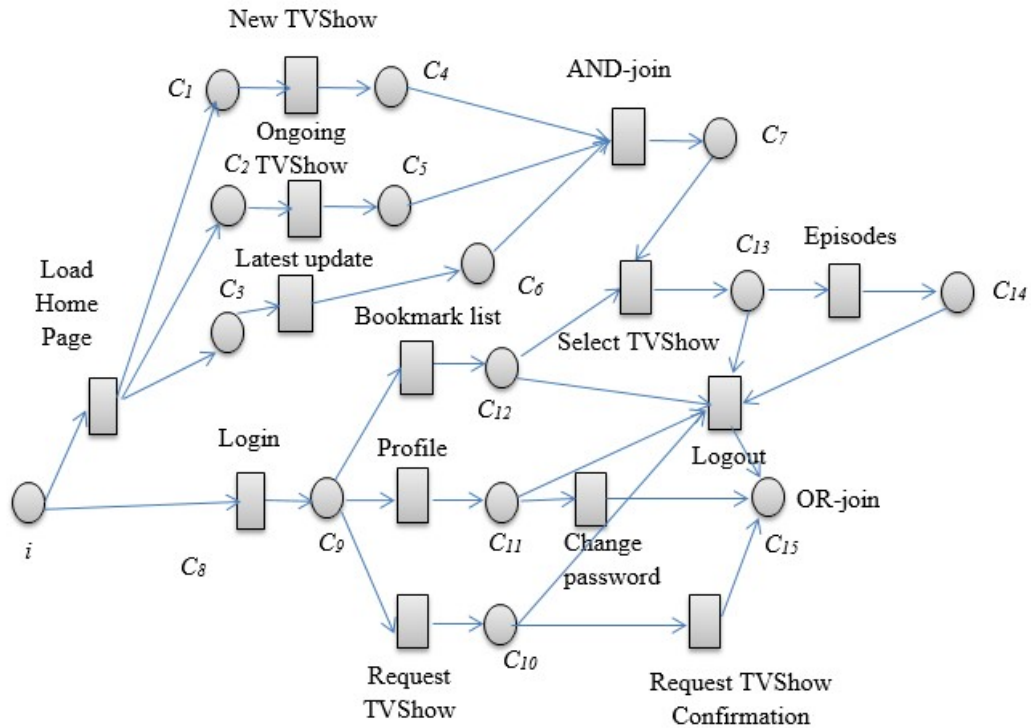 New TVShow
C1
C4
AND-join
C7
Ongoing
TVShow
C2
C5
Latest update
C3
C6
Load
Home
Page
Bookmark list
C13
Episodes
C14
Select TVShow
C12
Login
Profile
Logout
OR-join
i
C8
C9
C11
Change
password
C15
C10
Request
TVShow
Request TVShow
Confirmation